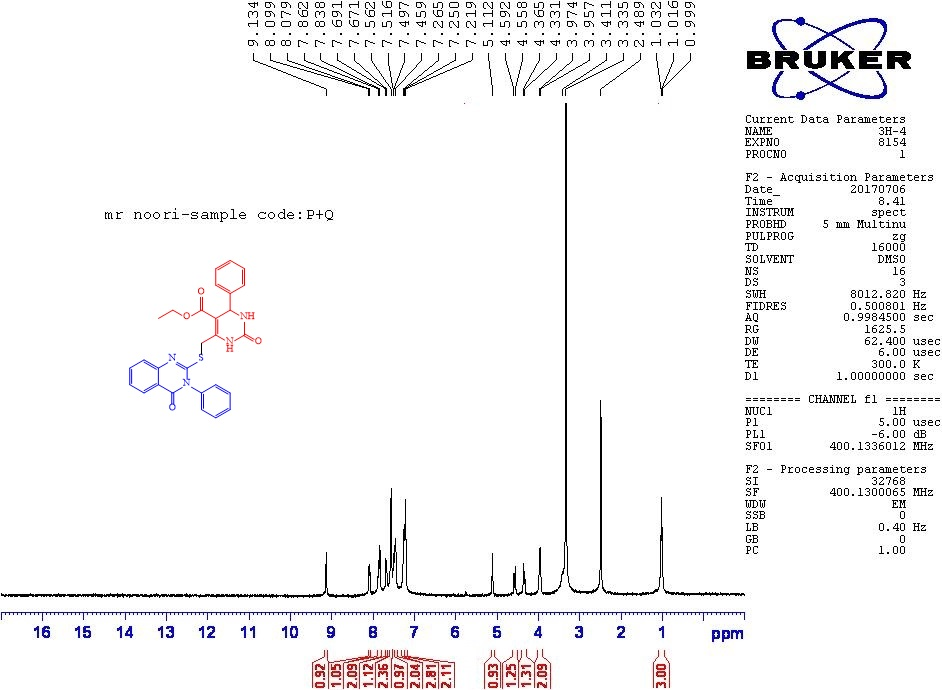 9.134
8.099
8.079
7.862
7.838
7.691
7.671
7.562
7.516
7.497
7.459
7.265
7.250
7.219
5.112
4.592
4.558
4.365
4.331
3.974
3.957
3.411
3.335
2.489
1.032
1.016
0.999
BRUKER
Current Data Parameters
NAME 3H-4
EXPNO 8154
PROCNO 1
F2 - Acquisition Parameters
Date_ 20170706
Time 8.41
INSTRUM spect
PROBHD 5 mm Multinu
PULPROG zg
TD 16000
SOLVENT DMSO
NS 16
DS 3
SWH 8012.820 Hz
FIDRES 0.500801 Hz
AQ 0.9984500 sec
RG 1625.5
DW 62.400 usec
DE 6.00 usec
TE 300.0 K
D1 1.00000000 sec
======== CHANNEL f1 ========
NUC1 1H
P1 5.00 usec
PL1 -6.00 dB
SFO1 400.1336012 MHz
F2 - Processing parameters
SI 32768
SF 400.1300065 MHz
WDW EM
SSB 0
LB 0.40 Hz
GB 0
PC 1.00
mr noori-sample code:P+Q
O
O
NH
NH
O
S
N
N
O
16 15 14 13 12 11 10 9 8 7 6 5 4 3 2 1 ppm
0.92
1.05
2.09
1.12
2.36
0.97
2.04
2.81
2.11
0.93
1.25
1.31
2.09
3.00